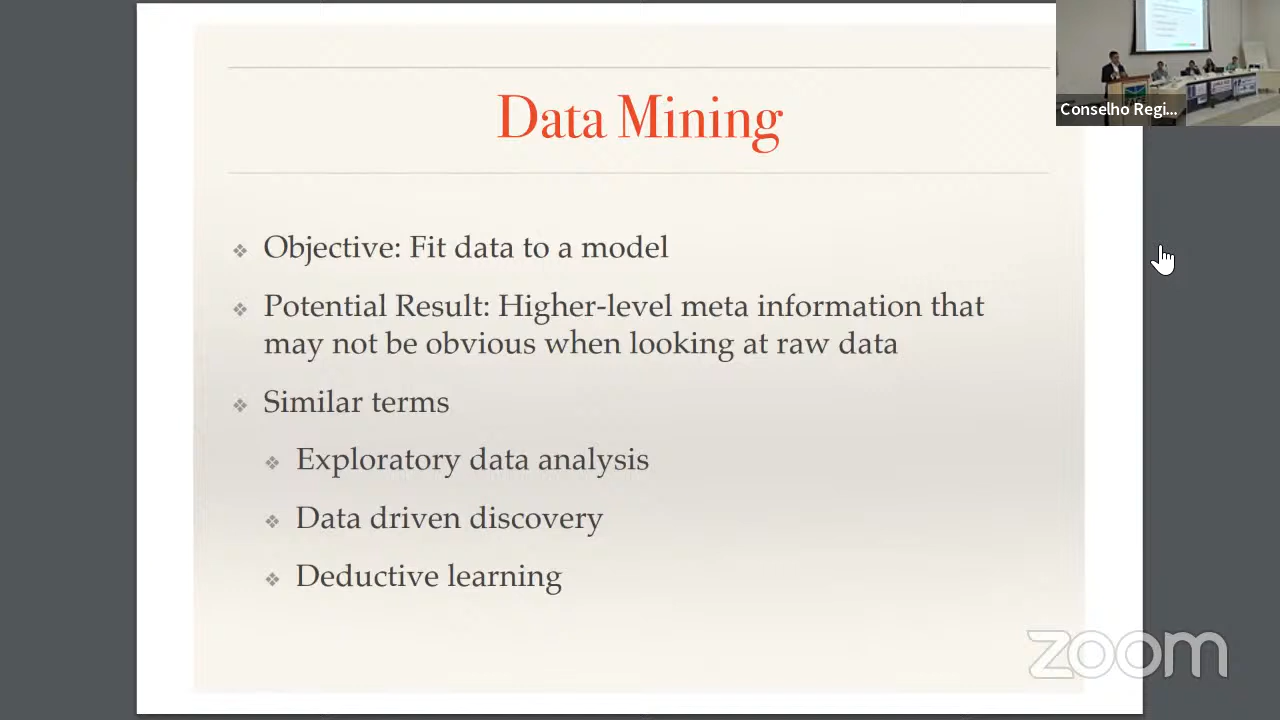 Data Mining
Conselho Regi...
Objective: Fit data to a model
Potential Result: Higher-level meta information that
may not be obvious when looking at raw data
Similar terms
Exploratory data analysis
Data driven discovery
Deductive learning
zoom